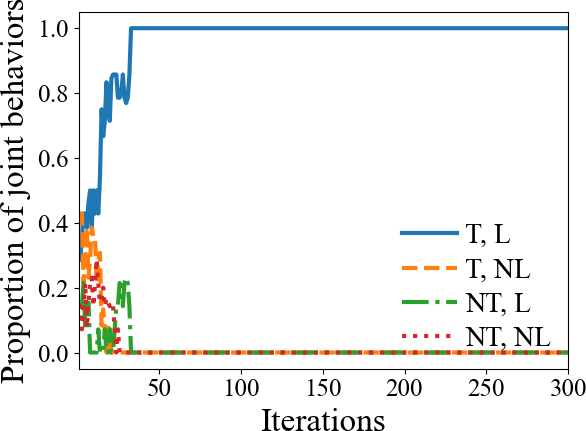 Proportion of joint behaviors
1.0
0.8
0.6
0.4
0.2
0.0
T, L
T, NL
NT, L
NT, NL
50
100
150
200
250
300
Iterations